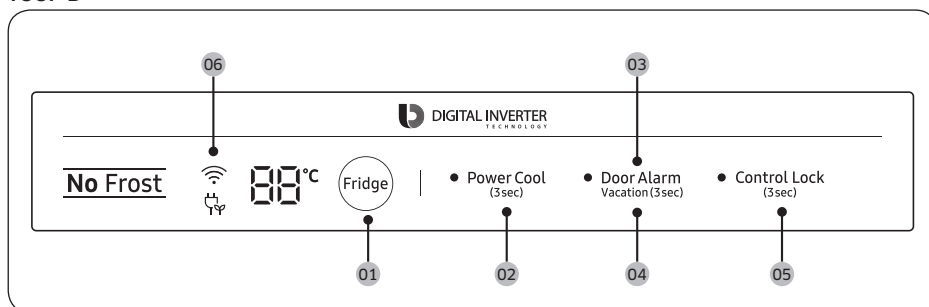 06
03
DIGITAL INVERTER
TECHNOLOGY
No Frost
88°C
Fridge
Power Cool
(3sec)
Door Alarm
Vacation (3sec)
Control Lock
(3sec)
01
02
04
05